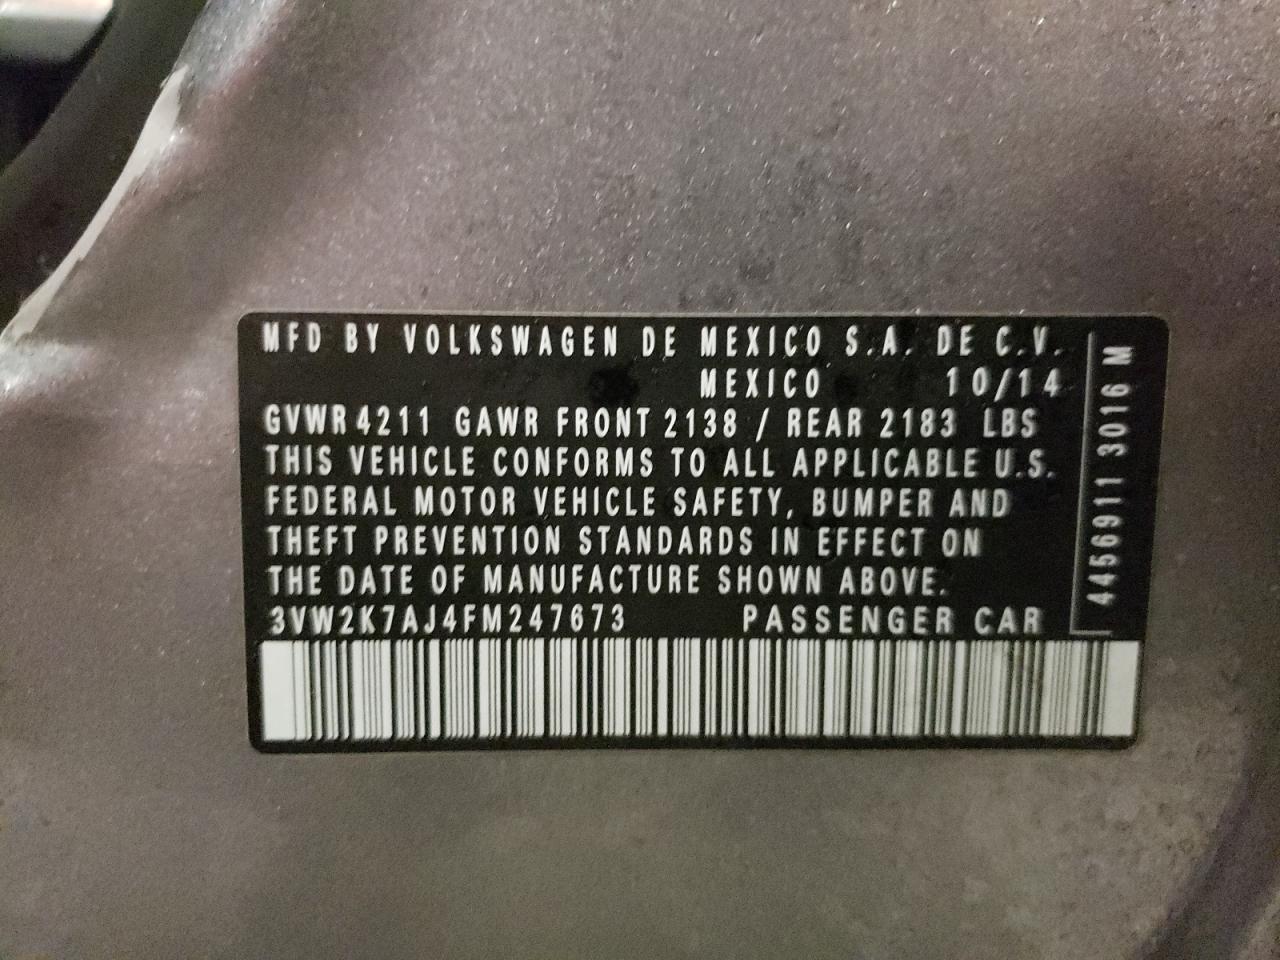 MFD BY VOLKSWAGEN DE MEXICO S.A. DE C.V.
MEXICO 10/14
GVWR 4211 GAWR FRONT 2138 / REAR 2183 LBS
THIS VEHICLE CONFORMS TO ALL APPLICABLE U.S.
FEDERAL MOTOR VEHICLE SAFETY, BUMPER AND
THEFT PREVENTION STANDARDS IN EFFECT ON
THE DATE OF MANUFACTURE SHOWN ABOVE.
3VW2K7AJ4FM247673 PASSENGER CAR
4456911 3016 M